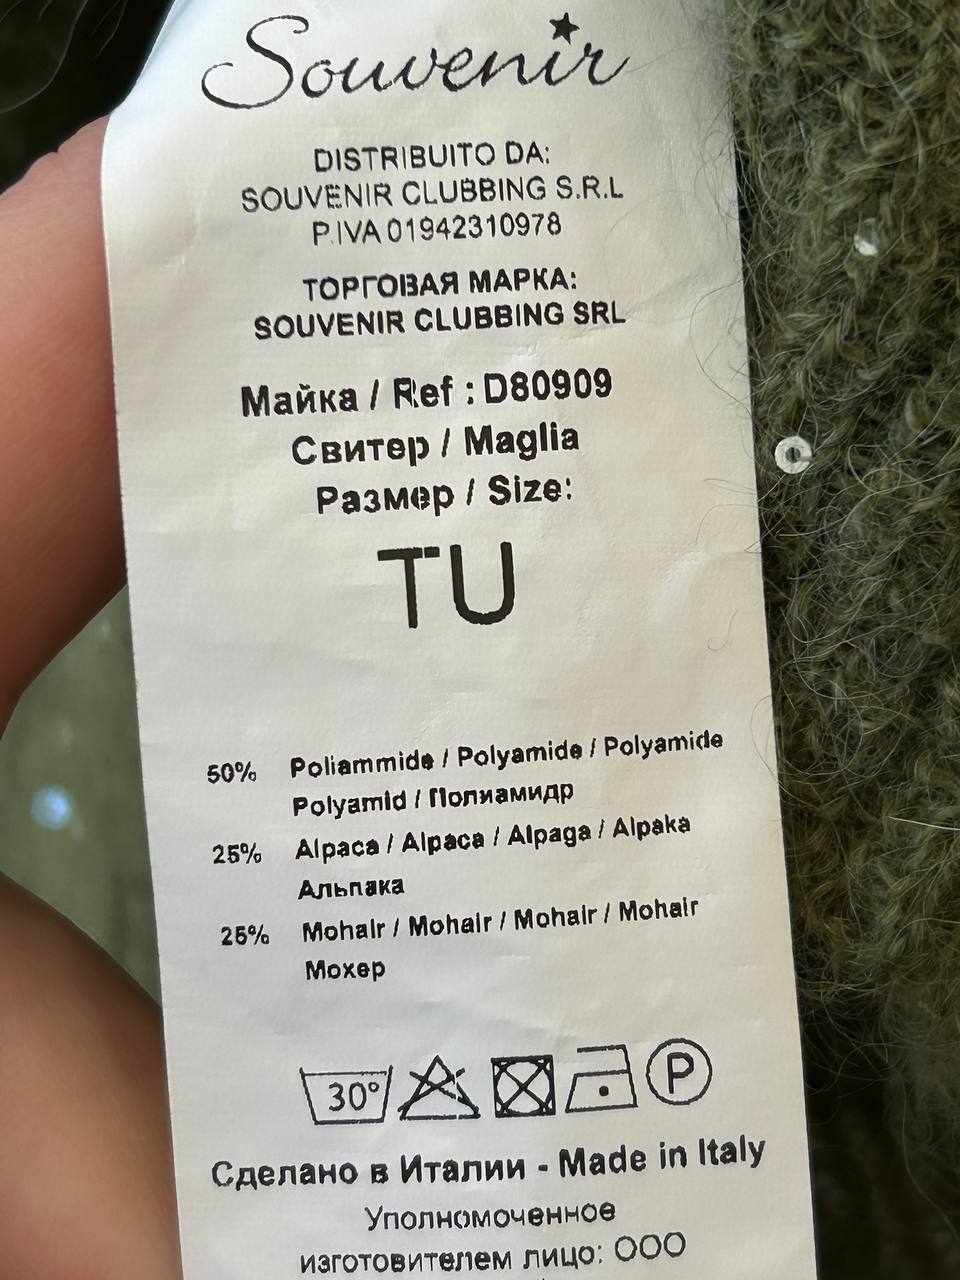 Souvenir
DISTRIBUITO DA:
SOUVENIR CLUBBING S.R.L
P.IVA 01942310978
ТОРГОВАЯ МАРКА:
SOUVENIR CLUBBING SRL
Майка / Ref : D80909
Свитер / Maglia
Размер / Size:
TU
50% Poliammide / Polyamide / Polyamide
Polyamid / Полиамидр
25% Alpaca / Alpaca / Alpaga / Alpaka
Альпака
25% Mohair / Mohair / Mohair / Mohair
Мохер
30° P
Сделано в Италии - Made in Italy
Уполномоченное
изготовителем лицо: ООО